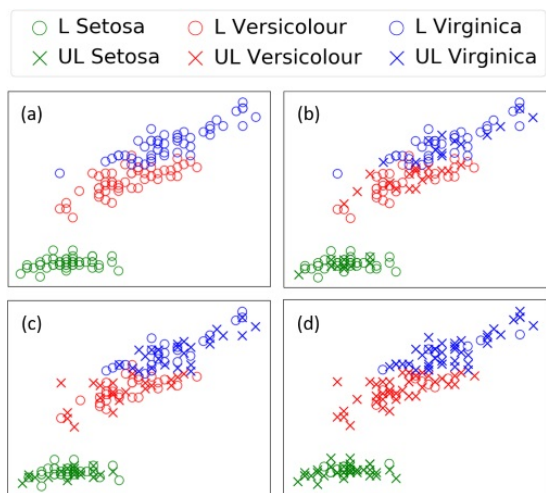 L Setosa L Versicolour L Virginica
UL Setosa UL Versicolour UL Virginica
(a) (b)
(c) (d)